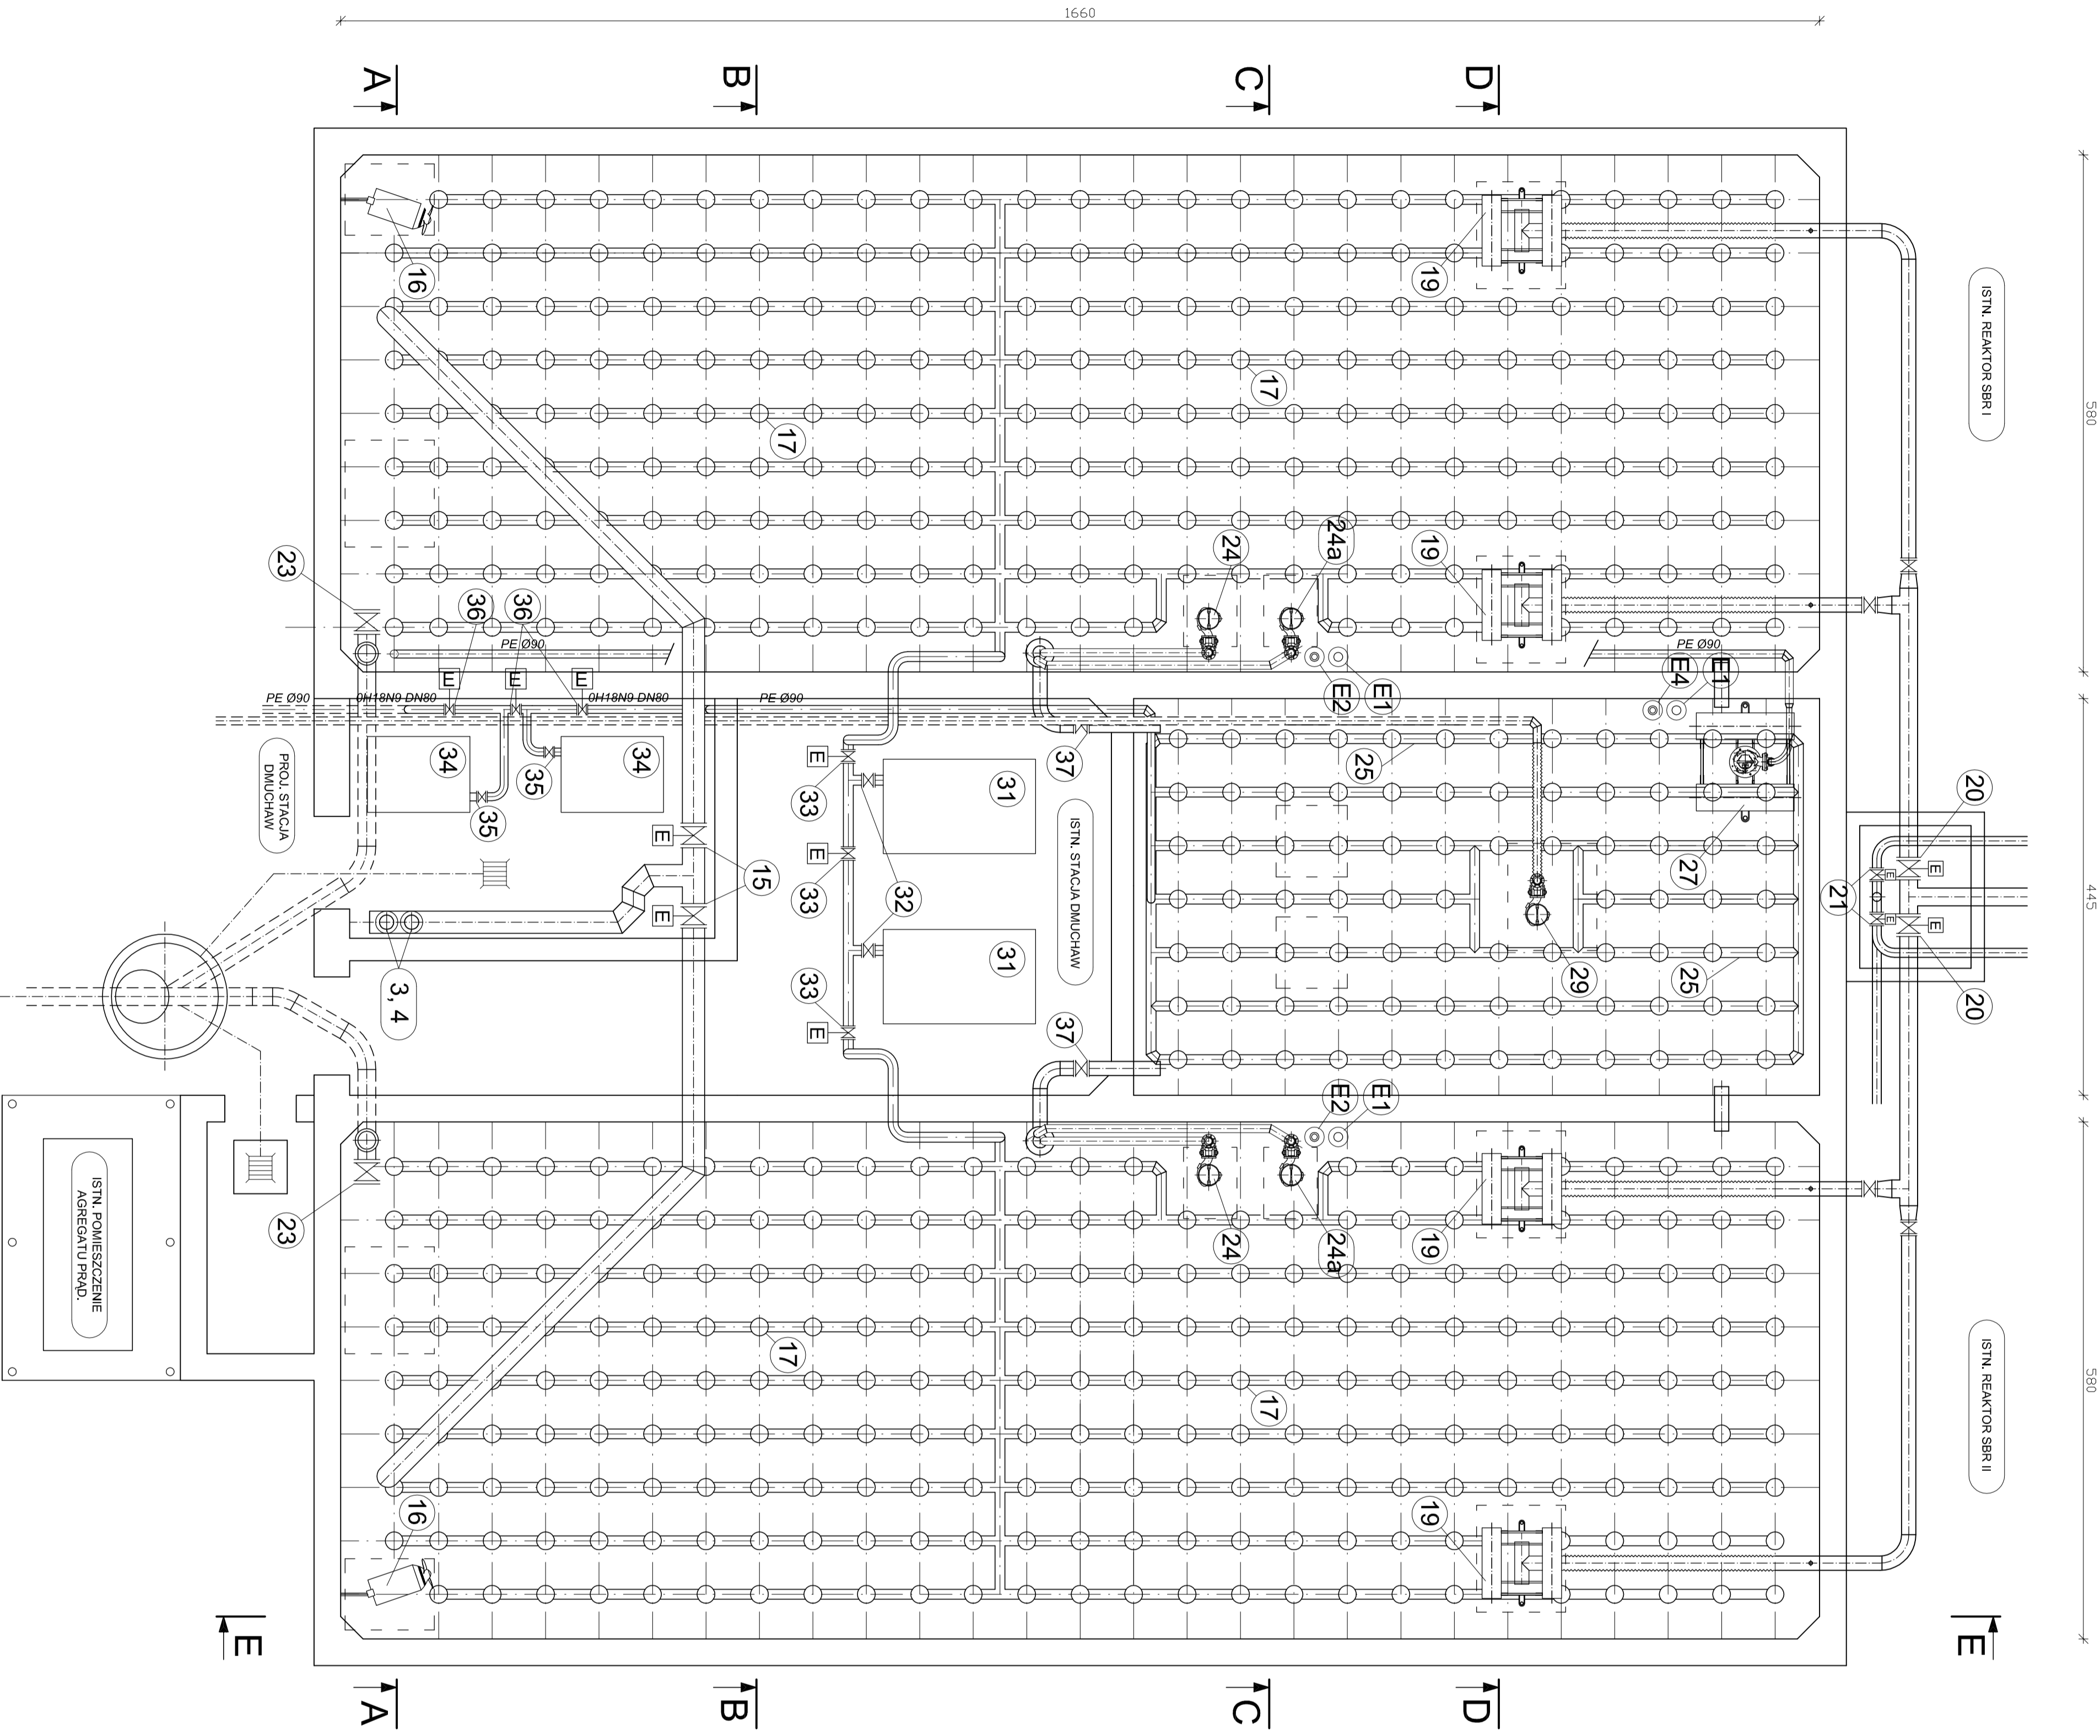 1660
A
B
C
D
580
ISTN. REAKTOR SBR I
16
19
17
17
24
24a
19
23
36
36
PE Ø90
PE Ø90
E4
E1
E
E
E
E2
E1
PE Ø90
0H18N9 DN80
0H18N9 DN80
PE Ø90
445
PROJ. STACJA
DMUCHAW
34
34
35
35
E
33
37
31
25
ISTN. STACJA DMUCHAW
20
27
E
15
E
33
32
E
E
E
21
E
E
31
25
29
20
3, 4
33
E
37
E2
E1
ISTN. POMIESZCZENIE
AGREGATU PRĄD.
23
24
24a
19
17
17
580
ISTN. REAKTOR SBR II
16
19
E
E
A
B
C
D